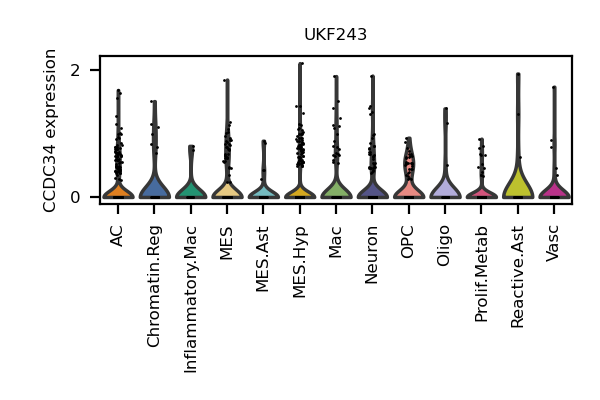 UKF243
CCDC34 expression
2
0
AC
Chromatin.Reg
Inflammatory.Mac
MES
MES.Ast
MES.Hyp
Mac
Neuron
OPC
Oligo
Prolif.Metab
Reactive.Ast
Vasc